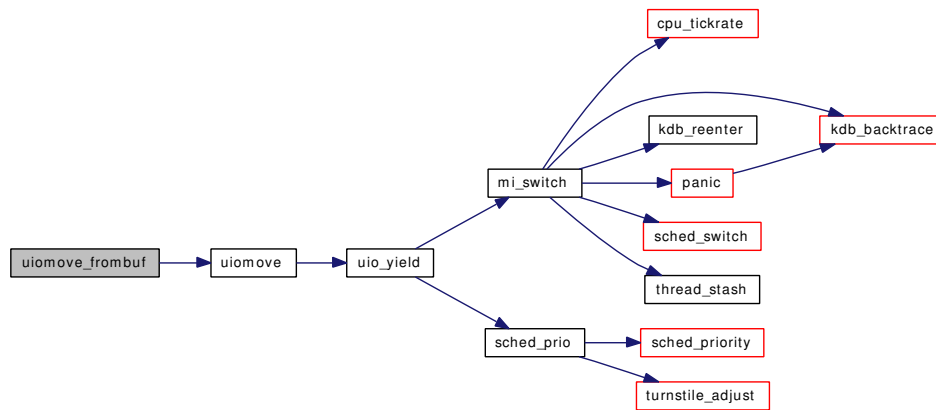 cpu_tickrate
kdb_reenter
kdb_backtrace
mi_switch
panic
sched_switch
uiomove_frombuf
uiomove
uio_yield
thread_stash
sched_prio
sched_priority
turnstile_adjust